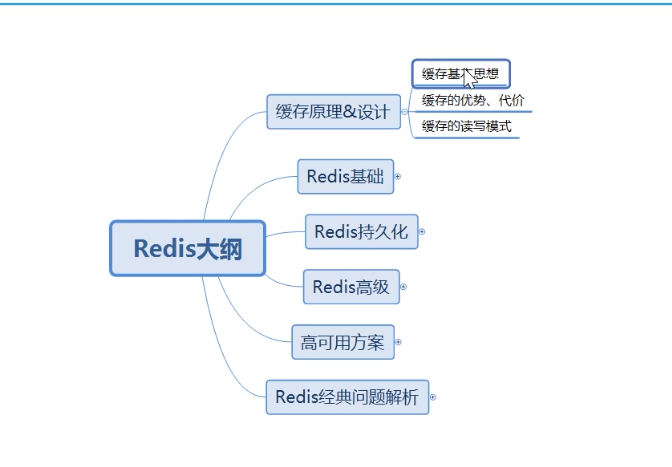 缓存基本思想
缓存原理&设计
缓存的优势、代价
缓存的读写模式
Redis基础
Redis持久化
Redis大纲
Redis高级
高可用方案
Redis经典问题解析